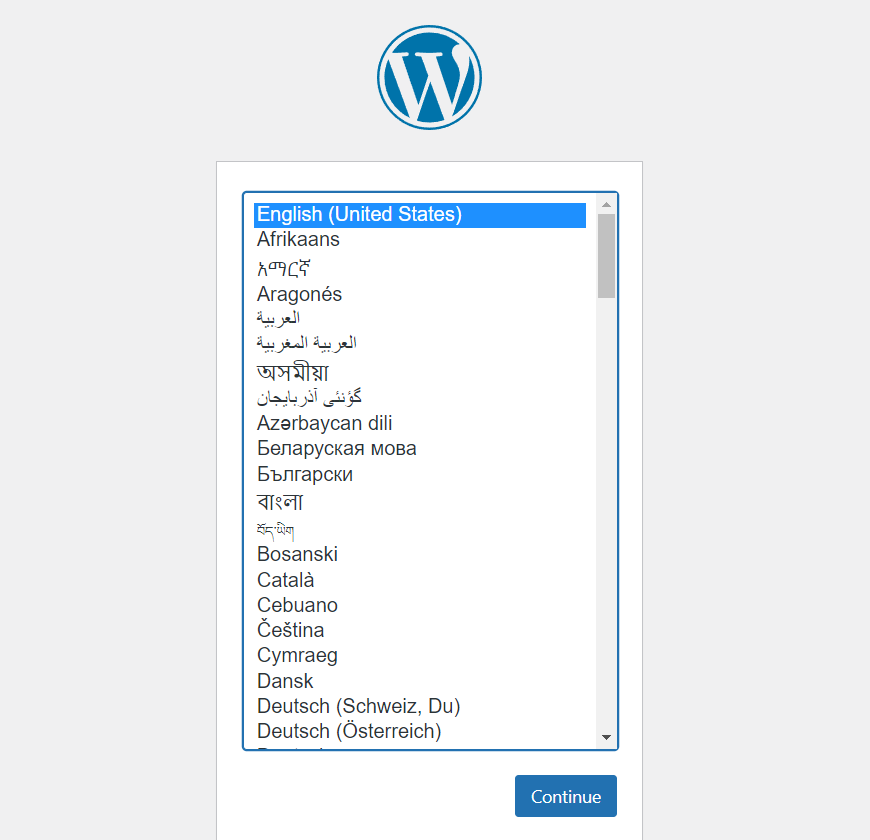 English (United States)
Afrikaans
አማርኛ
Aragonés
العربية
العربية المغربية
অসমীয়া
گؤنئی آذربایجان
Azərbaycan dili
Беларуская мова
Български
বাংলা
བོད་ཡིག
Bosanski
Català
Cebuano
Čeština
Cymraeg
Dansk
Deutsch (Schweiz, Du)
Deutsch (Österreich)
Continue